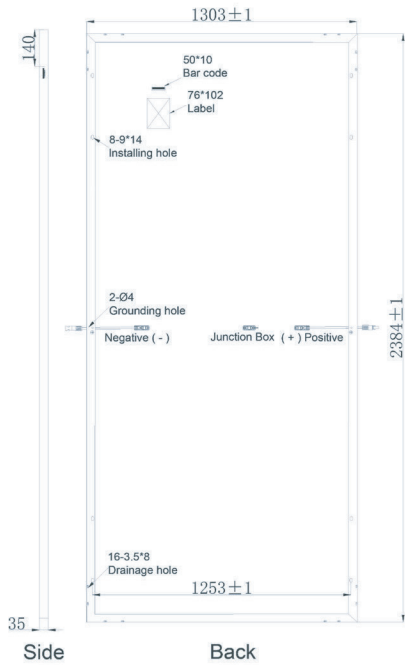 1303±1
140
50*10
Bar code
76*102
Label
8-9*14
Installing hole
2-Ø4
Grounding hole
Negative ( - )
Junction Box
( + ) Positive
2384±1
16-3.5*8
Drainage hole
1253±1
35
Side
Back